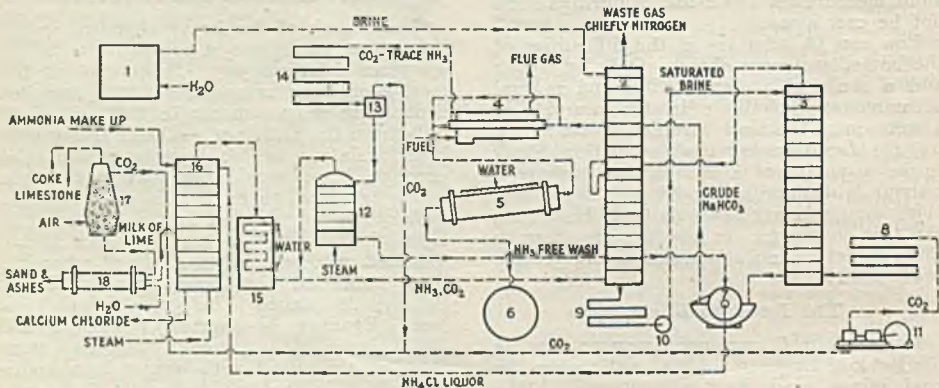 WASTE GAS
CHIEFLY NITROGEN
BRINE
CO₂-TRACE NH₃
FLUE GAS
SATURATED
BRINE
1
H₂O
14
13
4
FUEL
2
3
AMMONIA MAKE UP
CO₂
COKE
LIMESTONE
17
AIR
MILK OF
LIME
16
WATER
12
STEAM
15
CO₂
WATER
5
6
CRUDE
NaHCO₃
8
NH₃ FREE WASH
NH₃, CO₂
SAND &
ASHES
18
H₂O
CALCIUM CHLORIDE
STEAM
9
10
CO₂
CO₂
11
NH₄Cl LIQUOR